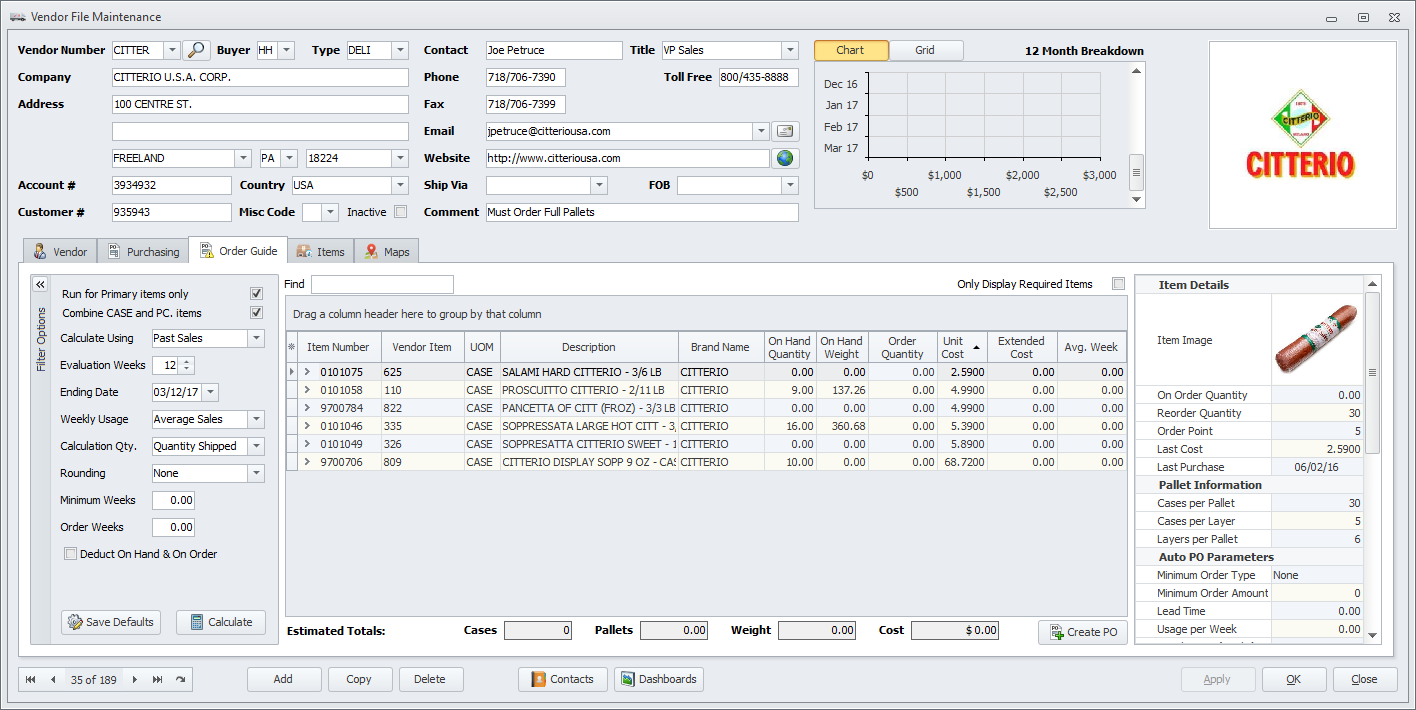 Vendor File Maintenance
Vendor Number CITTER Buyer HH Type DELI Contact Joe Petruce Title VP Sales Chart Grid 12 Month Breakdown
Company CITTERIO U.S.A. CORP. Phone 718/706-7390 Toll Free 800/435-8888
Address 100 CENTRE ST. Fax 718/706-7399
Email jpetruce@citteriousa.com
FREELAND PA 18224 Website http://www.citteriousa.com
Account # 3934932 Country USA Ship Via FOB
Customer # 935943 Misc Code Inactive Comment Must Order Full Pallets
Dec 16
Jan 17
Feb 17
Mar 17
$0 $1,000 $2,000 $3,000
$500 $1,500 $2,500
CITTERIO
CITTERIO
Vendor Purchasing Order Guide Items Maps
Filter Options
Run for Primary items only
Combine CASE and PC. items
Calculate Using Past Sales
Evaluation Weeks 12
Ending Date 03/12/17
Weekly Usage Average Sales
Calculation Qty. Quantity Shipped
Rounding None
Minimum Weeks 0.00
Order Weeks 0.00
Deduct On Hand & On Order
Save Defaults Calculate
Find Only Display Required Items
Drag a column header here to group by that column
Item Number Vendor Item UOM Description Brand Name On Hand Quantity On Hand Weight Order Quantity Unit Cost Extended Cost Avg. Week
0101075 625 CASE SALAMI HARD CITTERIO - 3/6 LB CITTERIO 0.00 0.00 0.00 2.5900 0.00 0.00
0101058 110 CASE PROSCUITTO CITTERIO - 2/11 LB CITTERIO 9.00 137.26 0.00 4.9900 0.00 0.00
9700784 822 CASE PANCETTA OF CITT (FROZ) - 3/3 LB CITTERIO 0.00 0.00 0.00 4.9900 0.00 0.00
0101046 335 CASE SOPPRESSATA LARGE HOT CITT - 3/ CITTERIO 16.00 360.68 0.00 5.3900 0.00 0.00
0101049 326 CASE SOPPRESATTA CITTERIO SWEET - 1 CITTERIO 0.00 0.00 0.00 5.8900 0.00 0.00
9700706 809 CASE CITTERIO DISPLAY SOPP 9 OZ - CAS CITTERIO 10.00 0.00 0.00 68.7200 0.00 0.00
Estimated Totals: Cases 0 Pallets 0.00 Weight 0.00 Cost $ 0.00 Create PO
Item Details
Item Image
On Order Quantity 0.00
Reorder Quantity 30
Order Point 5
Last Cost 2.5900
Last Purchase 06/02/16
Pallet Information
Cases per Pallet 30
Cases per Layer 5
Layers per Pallet 6
Auto PO Parameters
Minimum Order Type None
Minimum Order Amount 0
Lead Time 0.00
Usage per Week 0.00
35 of 189 Add Copy Delete Contacts Dashboards Apply OK Close